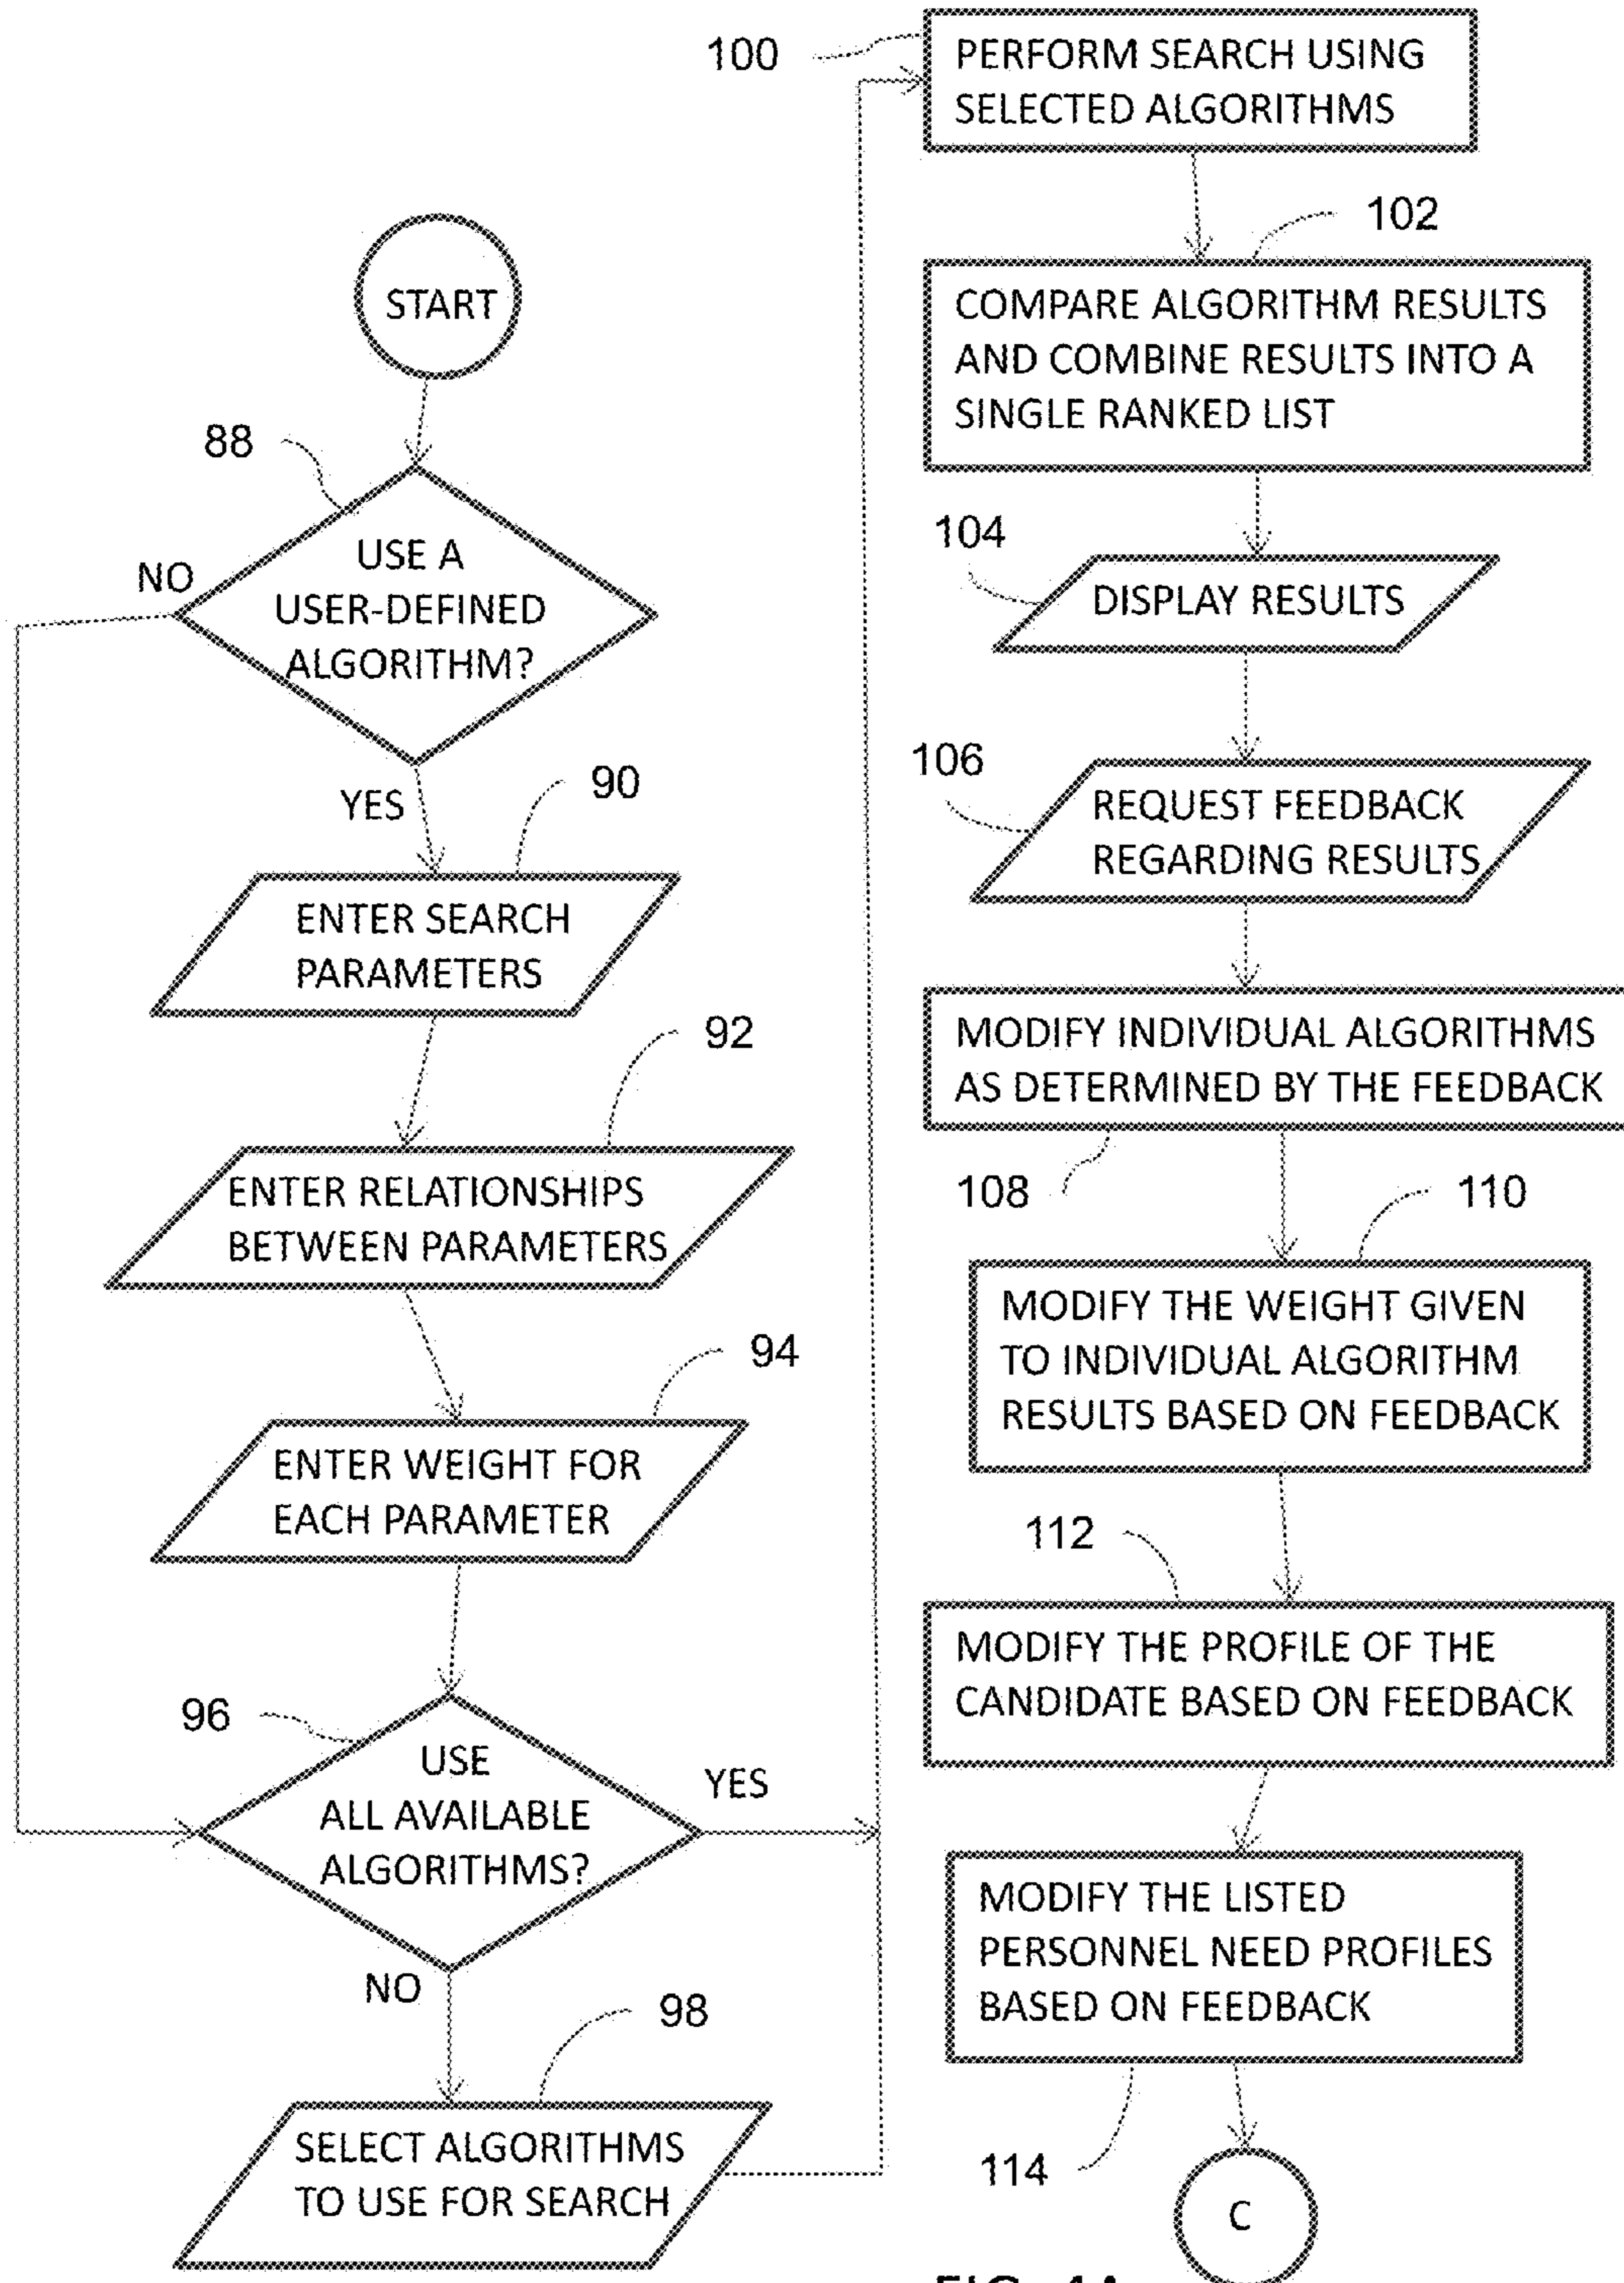 START
88
USE A
USER-DEFINED
ALGORITHM?
NO
YES
90
ENTER SEARCH
PARAMETERS
92
ENTER RELATIONSHIPS
BETWEEN PARAMETERS
94
ENTER WEIGHT FOR
EACH PARAMETER
96
USE
ALL AVAILABLE
ALGORITHMS?
YES
NO
98
SELECT ALGORITHMS
TO USE FOR SEARCH
100
PERFORM SEARCH USING
SELECTED ALGORITHMS
102
COMPARE ALGORITHM RESULTS
AND COMBINE RESULTS INTO A
SINGLE RANKED LIST
104
DISPLAY RESULTS
106
REQUEST FEEDBACK
REGARDING RESULTS
MODIFY INDIVIDUAL ALGORITHMS
AS DETERMINED BY THE FEEDBACK
108
110
MODIFY THE WEIGHT GIVEN
TO INDIVIDUAL ALGORITHM
RESULTS BASED ON FEEDBACK
112
MODIFY THE PROFILE OF THE
CANDIDATE BASED ON FEEDBACK
MODIFY THE LISTED
PERSONNEL NEED PROFILES
BASED ON FEEDBACK
114
C